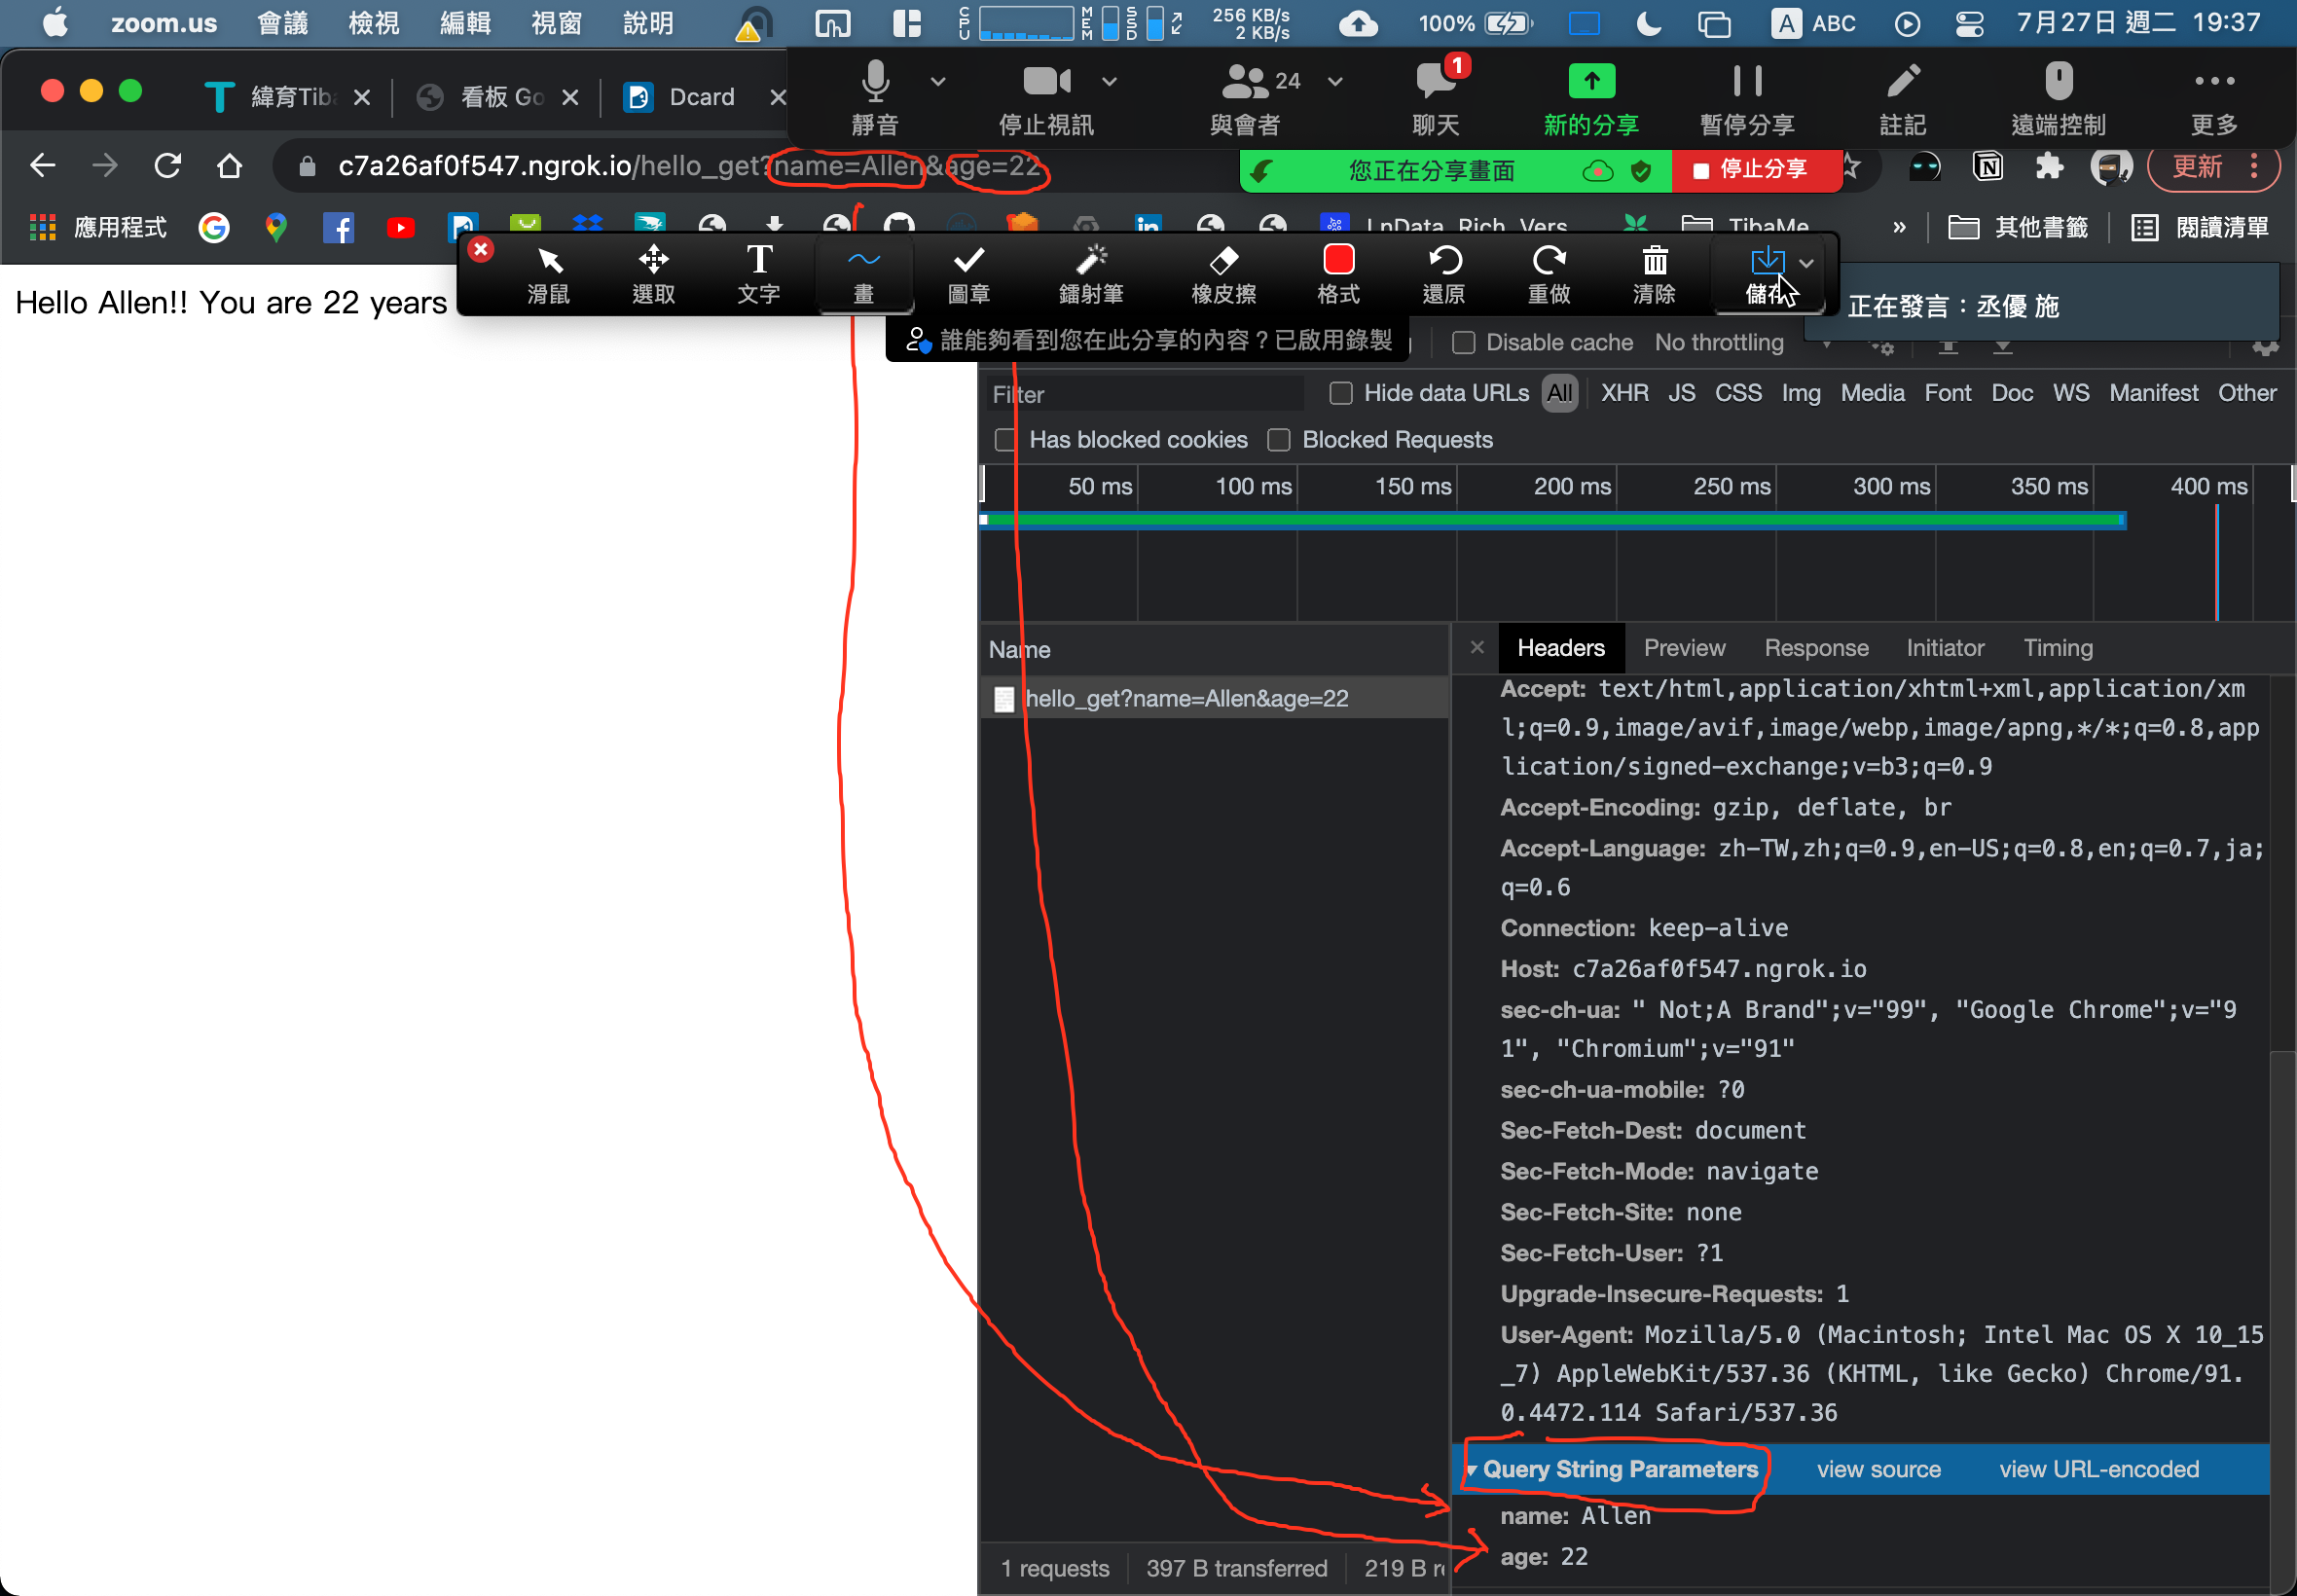 zoom.us 會議 檢視 編輯 視窗 說明 CPU MEM SSD 256 KB/s 2 KB/s 100% A ABC 7月27日 週二 19:37
緯育Tiba 看板 Go Dcard
靜音 停止視訊 24 與會者 1 聊天 新的分享 暫停分享 註記 遠端控制 更多
c7a26af0f547.ngrok.io/hello_get?name=Allen&age=22 您正在分享畫面 停止分享 更新
應用程式 LnData Rich Vers TibaMe » 其他書籤 閱讀清單
滑鼠 選取 文字 畫 圖章 鐳射筆 橡皮擦 格式 還原 重做 清除 儲存
Hello Allen!! You are 22 years
正在發言：丞優 施
誰能夠看到您在此分享的內容？已啟用錄製
Disable cache No throttling
Filter Hide data URLs All XHR JS CSS Img Media Font Doc WS Manifest Other
Has blocked cookies Blocked Requests
50 ms 100 ms 150 ms 200 ms 250 ms 300 ms 350 ms 400 ms
Name
hello_get?name=Allen&age=22
Headers Preview Response Initiator Timing
Accept: text/html,application/xhtml+xml,application/xm
l;q=0.9,image/avif,image/webp,image/apng,*/*;q=0.8,app
lication/signed-exchange;v=b3;q=0.9
Accept-Encoding: gzip, deflate, br
Accept-Language: zh-TW,zh;q=0.9,en-US;q=0.8,en;q=0.7,ja;
q=0.6
Connection: keep-alive
Host: c7a26af0f547.ngrok.io
sec-ch-ua: " Not;A Brand";v="99", "Google Chrome";v="9
1", "Chromium";v="91"
sec-ch-ua-mobile: ?0
Sec-Fetch-Dest: document
Sec-Fetch-Mode: navigate
Sec-Fetch-Site: none
Sec-Fetch-User: ?1
Upgrade-Insecure-Requests: 1
User-Agent: Mozilla/5.0 (Macintosh; Intel Mac OS X 10_15
_7) AppleWebKit/537.36 (KHTML, like Gecko) Chrome/91.
0.4472.114 Safari/537.36
Query String Parameters view source view URL-encoded
name: Allen
age: 22
1 requests 397 B transferred 219 B r